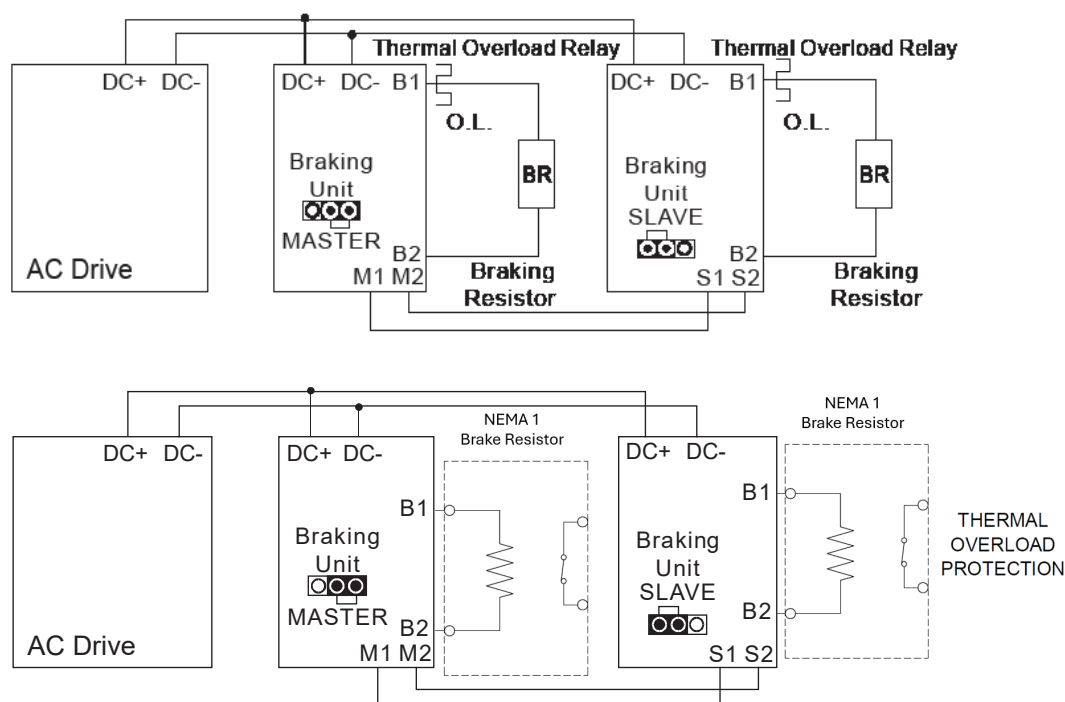 Thermal Overload Relay
Thermal Overload Relay
DC+ DC-
DC+ DC- B1
DC+ DC- B1
O.L.
O.L.
Braking
Unit
MASTER
BR
Braking
Unit
SLAVE
BR
AC Drive
B2
M1 M2
Braking
Resistor
B2
S1 S2
Braking
Resistor
NEMA 1
Brake Resistor
NEMA 1
Brake Resistor
DC+ DC-
DC+ DC-
DC+ DC-
B1
B1
Braking
Unit
MASTER
Braking
Unit
SLAVE
THERMAL
OVERLOAD
PROTECTION
AC Drive
B2
M1 M2
B2
S1 S2